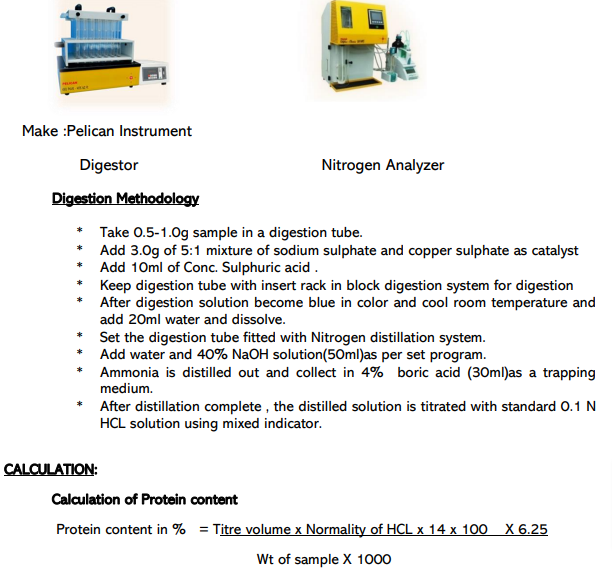 Make :Pelican Instrument
Digestor
Nitrogen Analyzer
Digestion Methodology
* Take 0.5-1.0g sample in a digestion tube.
* Add 3.0g of 5:1 mixture of sodium sulphate and copper sulphate as catalyst
* Add 10ml of Conc. Sulphuric acid .
* Keep digestion tube with insert rack in block digestion system for digestion
* After digestion solution become blue in color and cool room temperature and
add 20ml water and dissolve.
* Set the digestion tube fitted with Nitrogen distillation system.
* Add water and 40% NaOH solution(50ml)as per set program.
* Ammonia is distilled out and collect in 4% boric acid (30ml)as a trapping
medium.
* After distillation complete , the distilled solution is titrated with standard 0.1 N
HCL solution using mixed indicator.
CALCULATION:
Calculation of Protein content
Protein content in % = Titre volume x Normality of HCL x 14 x 100 X 6.25
Wt of sample X 1000